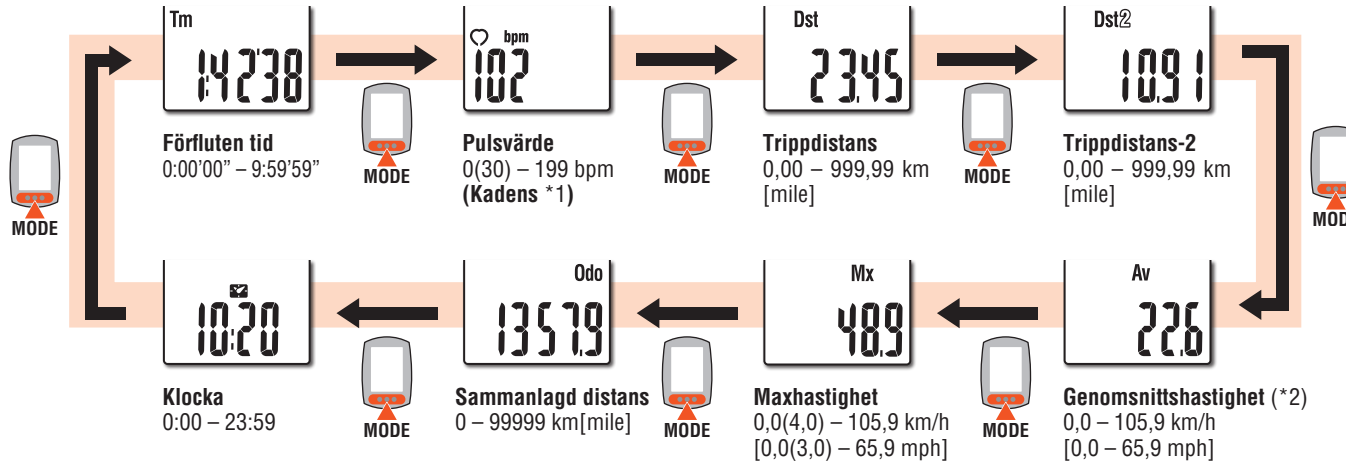 Tm
1:42'38
Förfluten tid
0:00'00" – 9:59'59"
MODE
bpm
102
Pulsvärde
0(30) – 199 bpm
(Kadens *1)
MODE
Dst
23.45
Trippdistans
0,00 – 999,99 km
[mile]
MODE
Dst2
10.91
Trippdistans-2
0,00 – 999,99 km
[mile]
MOD
Av
22.6
Genomsnittshastighet (*2)
0,0 – 105,9 km/h
[0,0 – 65,9 mph]
MODE
Mx
48.9
Maxhastighet
0,0(4,0) – 105,9 km/h
[0,0(3,0) – 65,9 mph]
MODE
Odo
1357.9
Sammanlagd distans
0 – 99999 km[mile]
MODE
10:20
Klocka
0:00 – 23:59
MODE